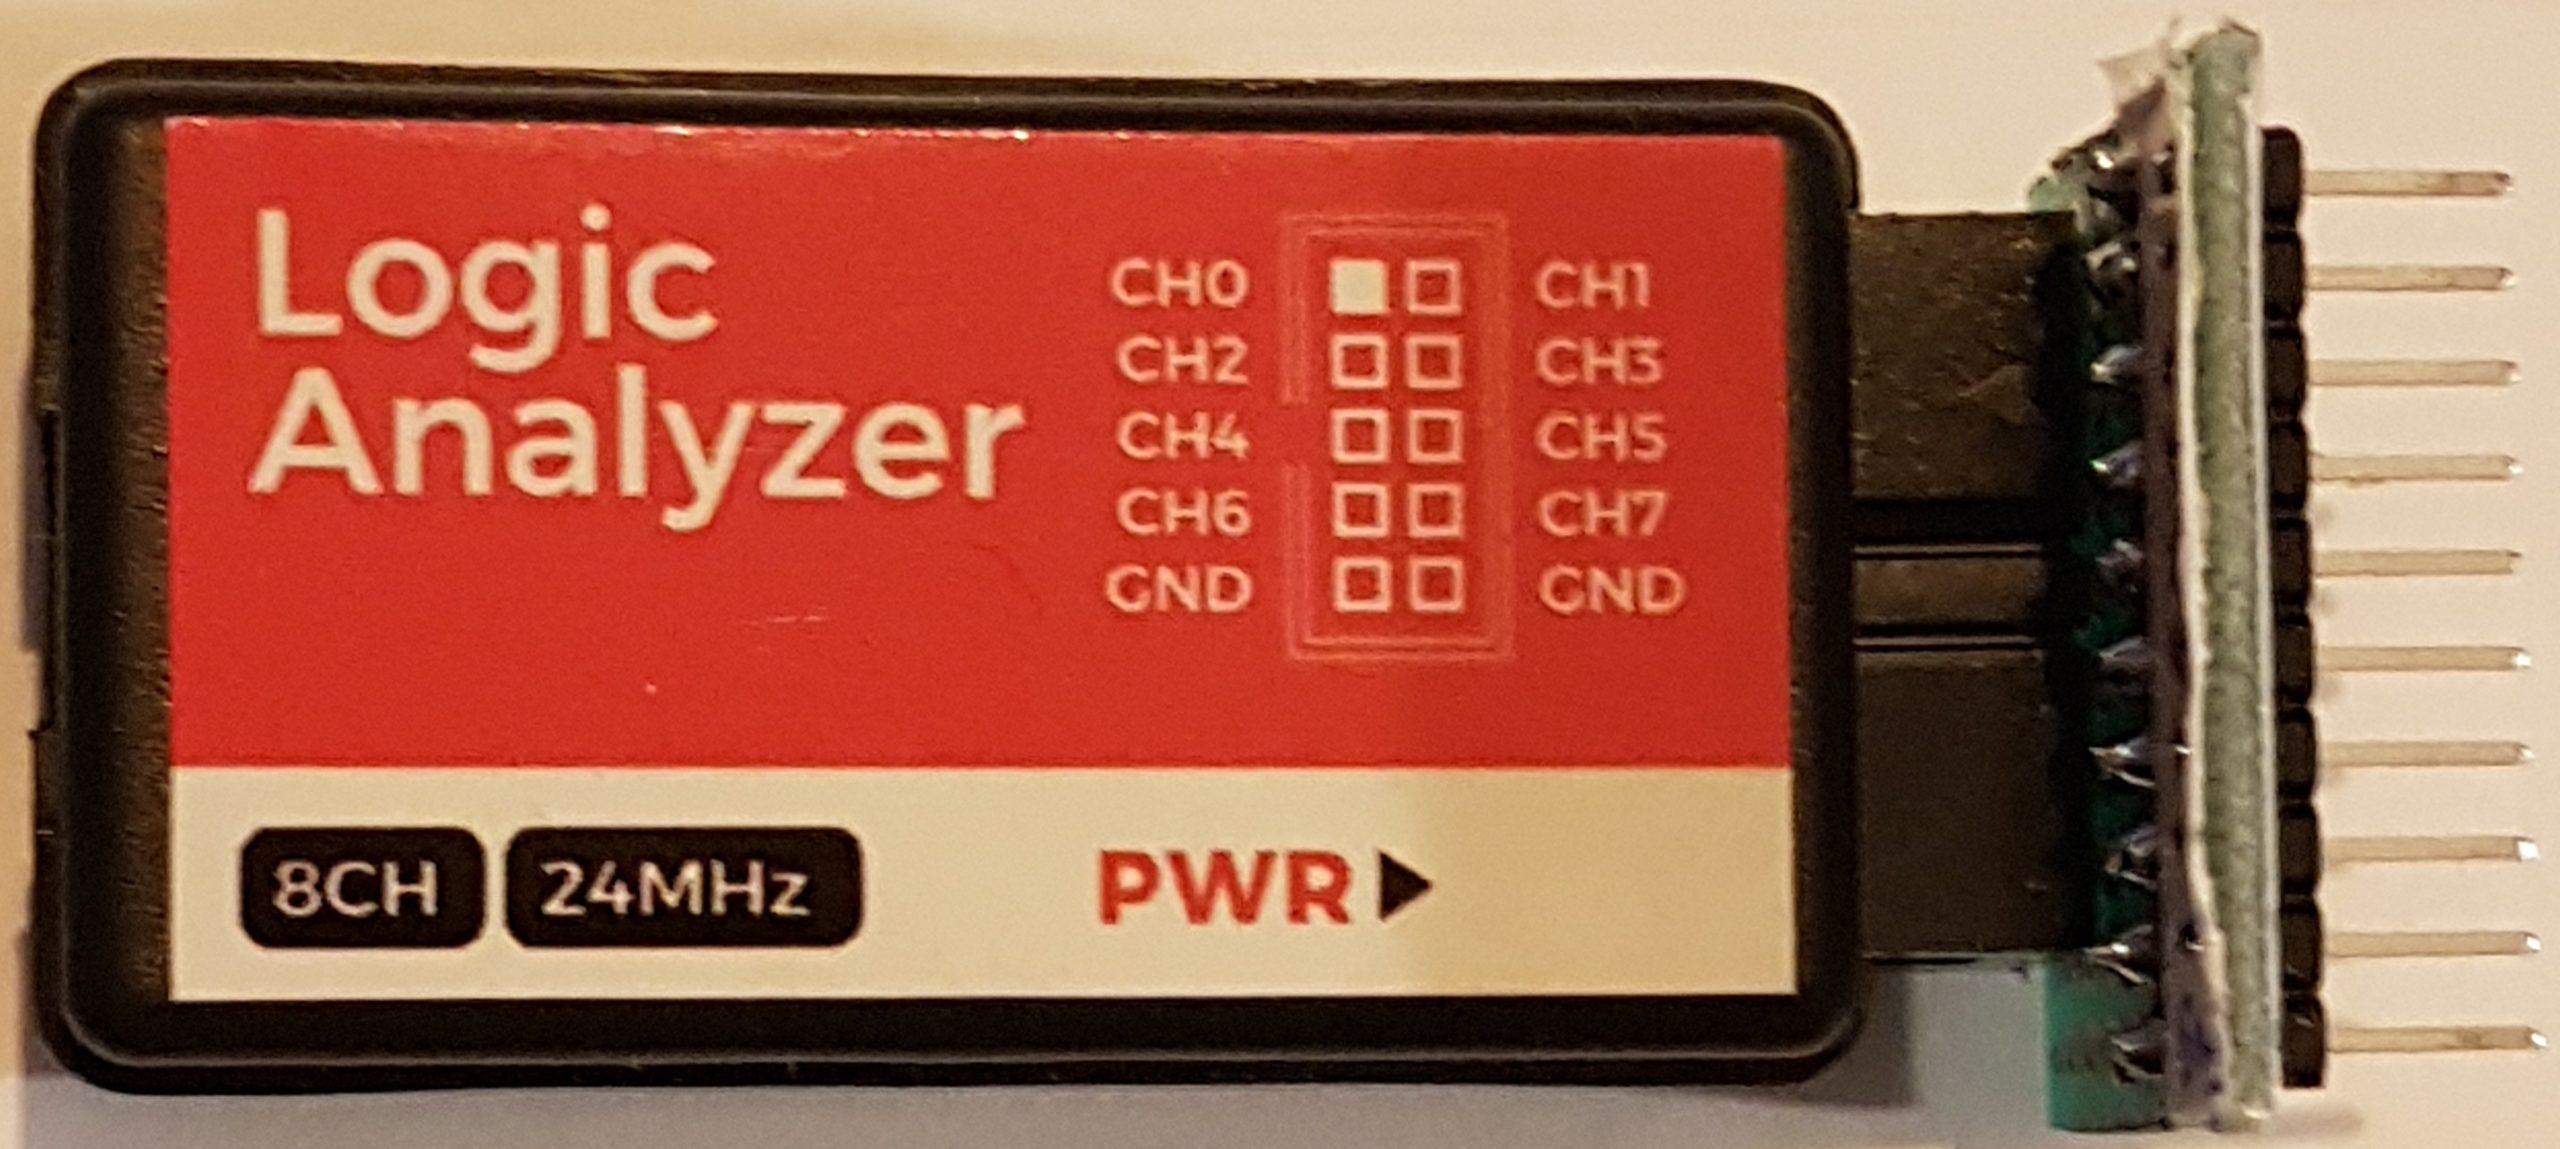 Logic
Analyzer
CH0 CH1
CH2 CH3
CH4 CH5
CH6 CH7
GND GND
8CH 24MHz PWR